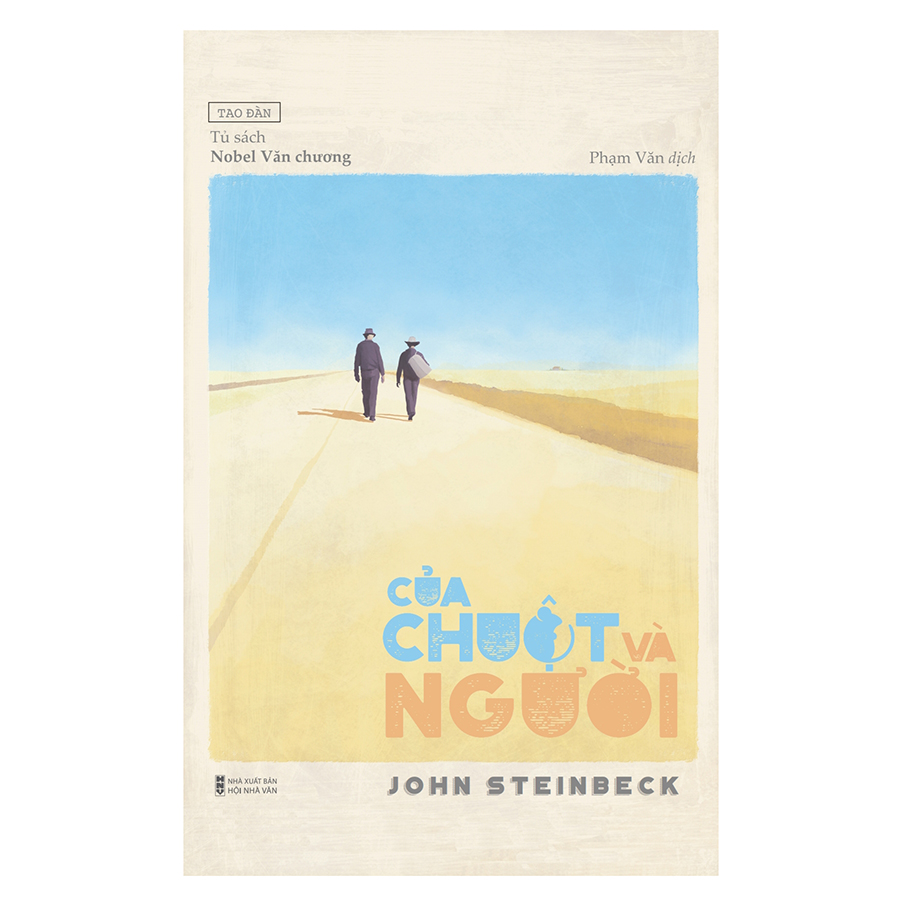 TAO ĐÀN
Tủ sách
Nobel Văn chương
Phạm Văn dịch
CỦA
CHUỘT VÀ
NGƯỜI
JOHN STEINBECK
HNV
NHÀ XUẤT BẢN
HỘI NHÀ VĂN